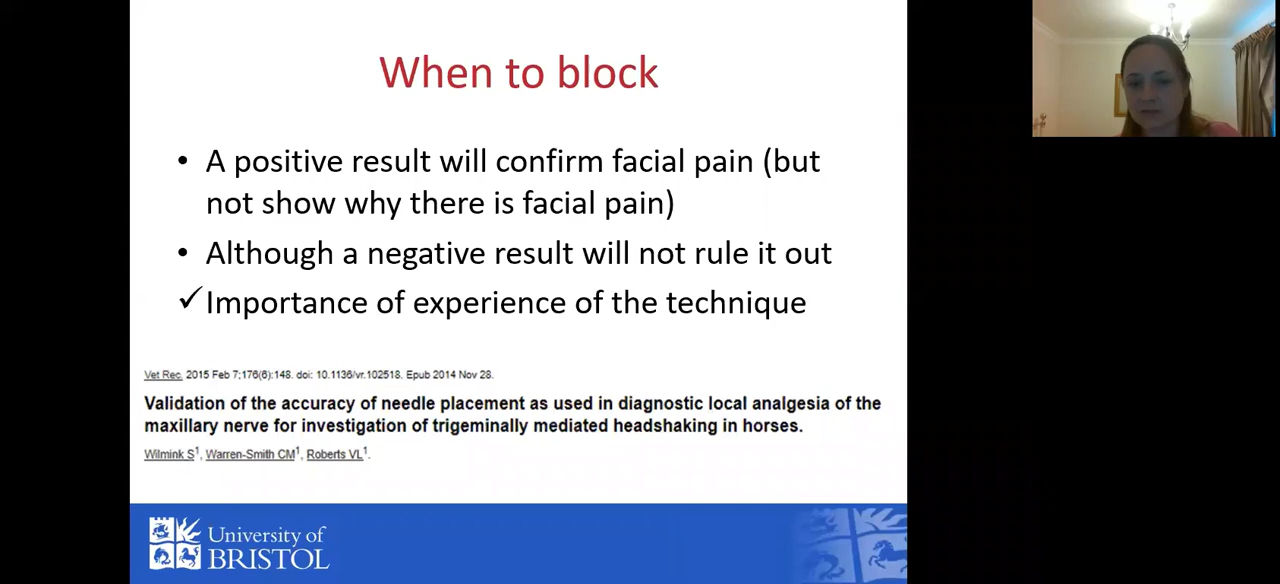 When to block
• A positive result will confirm facial pain (but
not show why there is facial pain)
• Although a negative result will not rule it out
✓Importance of experience of the technique
Vet Rec. 2015 Feb 7;176(6):148. doi: 10.1136/vr.102518. Epub 2014 Nov 28.
Validation of the accuracy of needle placement as used in diagnostic local analgesia of the
maxillary nerve for investigation of trigeminally mediated headshaking in horses.
Wilmink S1, Warren-Smith CM1, Roberts VL1.
University of
BRISTOL